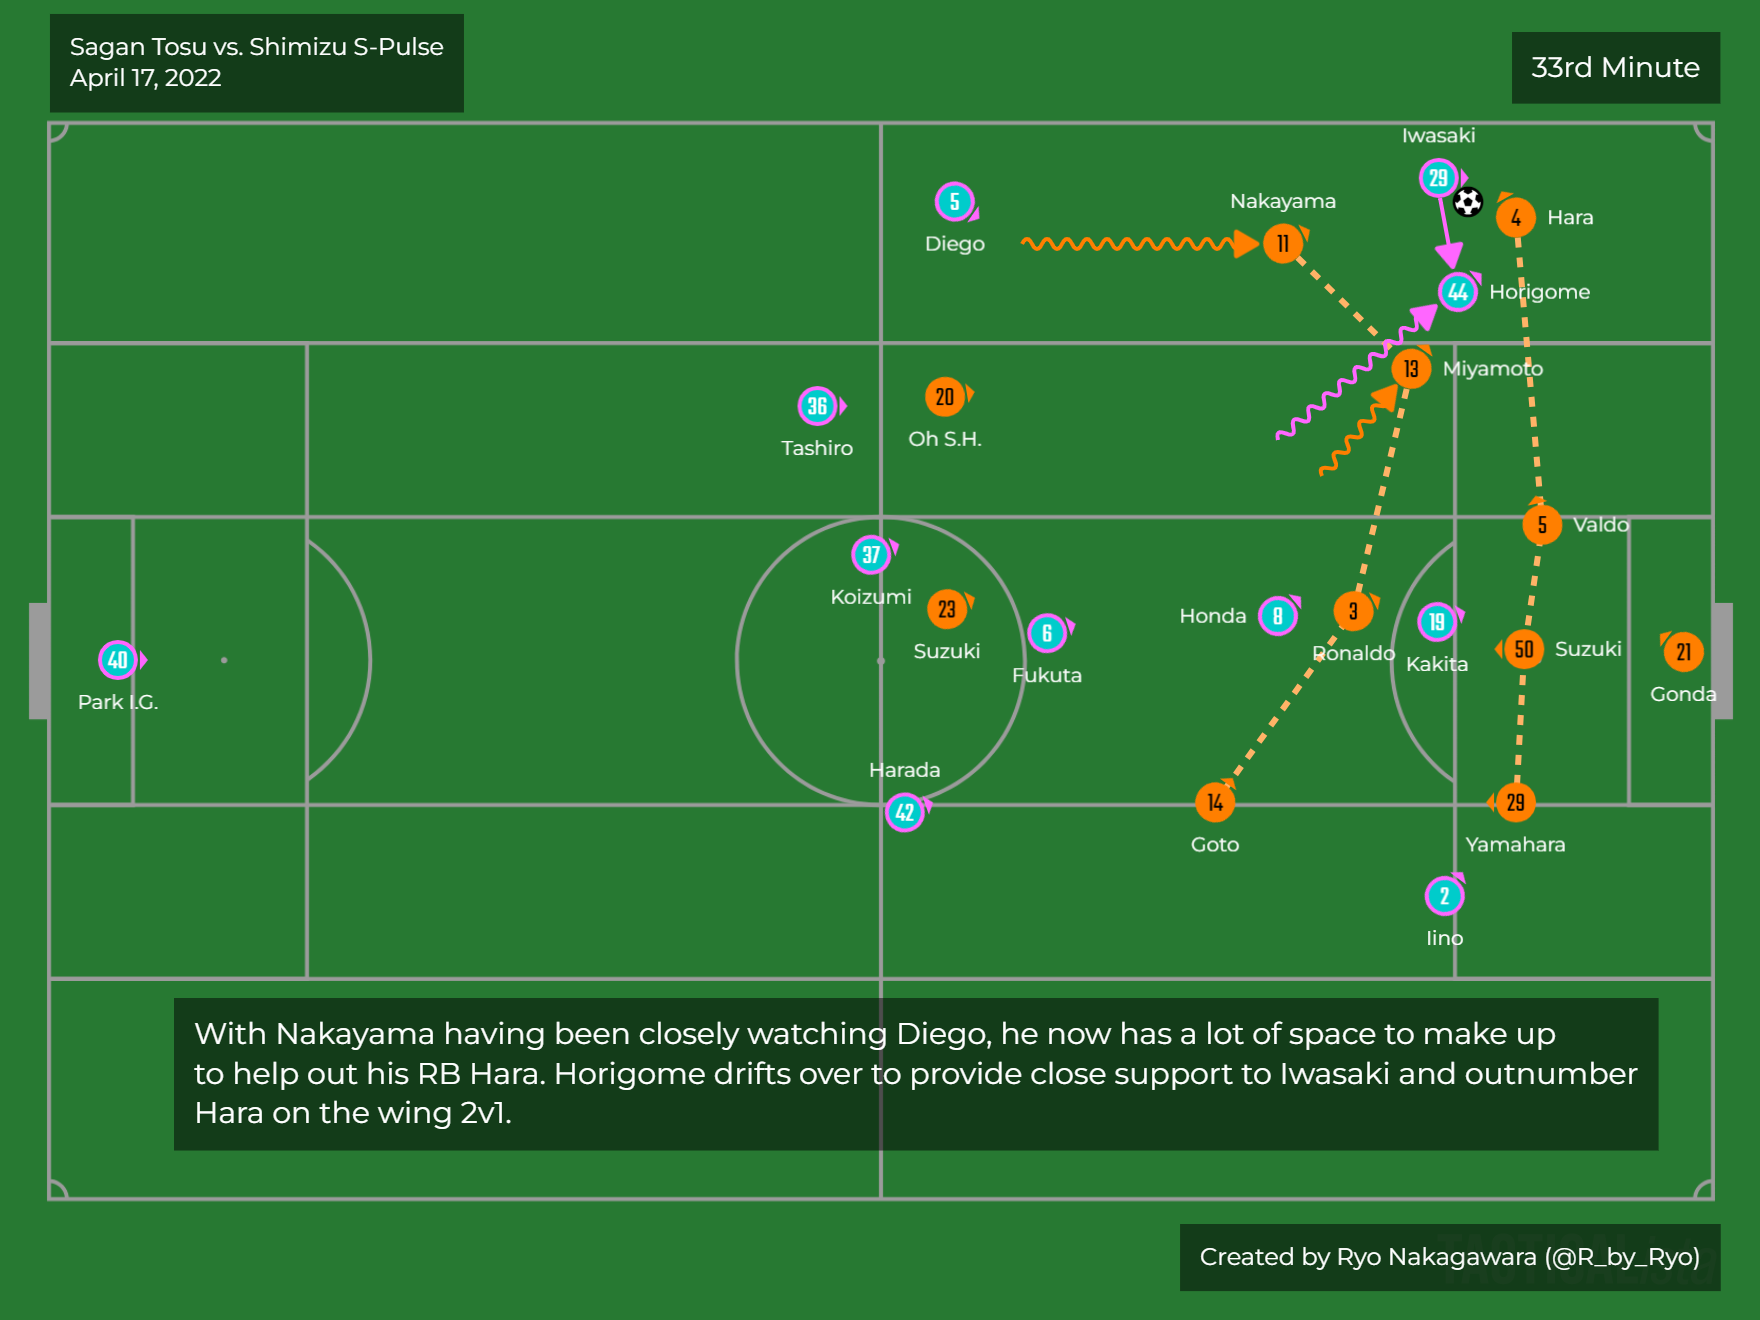 Sagan Tosu vs. Shimizu S-Pulse
April 17, 2022
33rd Minute
Iwasaki
29
5
Diego
Nakayama
11
4 Hara
44 Horigome
13 Miyamoto
36
Tashiro
20
Oh S.H.
5 Valdo
37
Koizumi
23
Suzuki
6
Fukuta
Honda 8
3
Ronaldo
19
Kakita
50 Suzuki
21
Gonda
40
Park I.G.
Harada
42
14
Goto
29
Yamahara
2
Iino
With Nakayama having been closely watching Diego, he now has a lot of space to make up
to help out his RB Hara. Horigome drifts over to provide close support to Iwasaki and outnumber
Hara on the wing 2v1.
Created by Ryo Nakagawara (@R_by_Ryo)